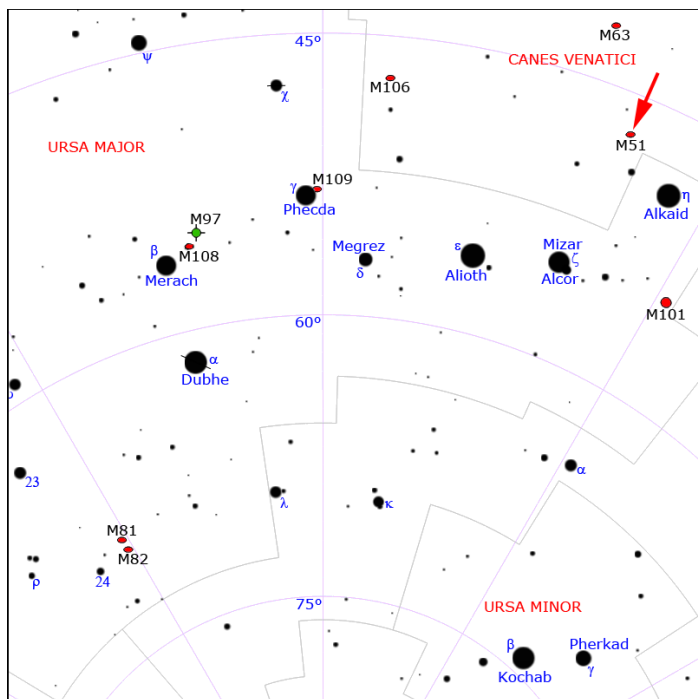 M63
45°
ψ
CANES VENATICI
M106
χ
M51
URSA MAJOR
M109
γ
Phecda
η
Alkaid
M97
β
M108
Merach
Megrez
δ
ε
Alioth
Mizar
ζ
Alcor
M101
60°
α
Dubhe
23
λ
κ
α
M81
M82
ρ
24
75°
URSA MINOR
β
Kochab
Pherkad
γ